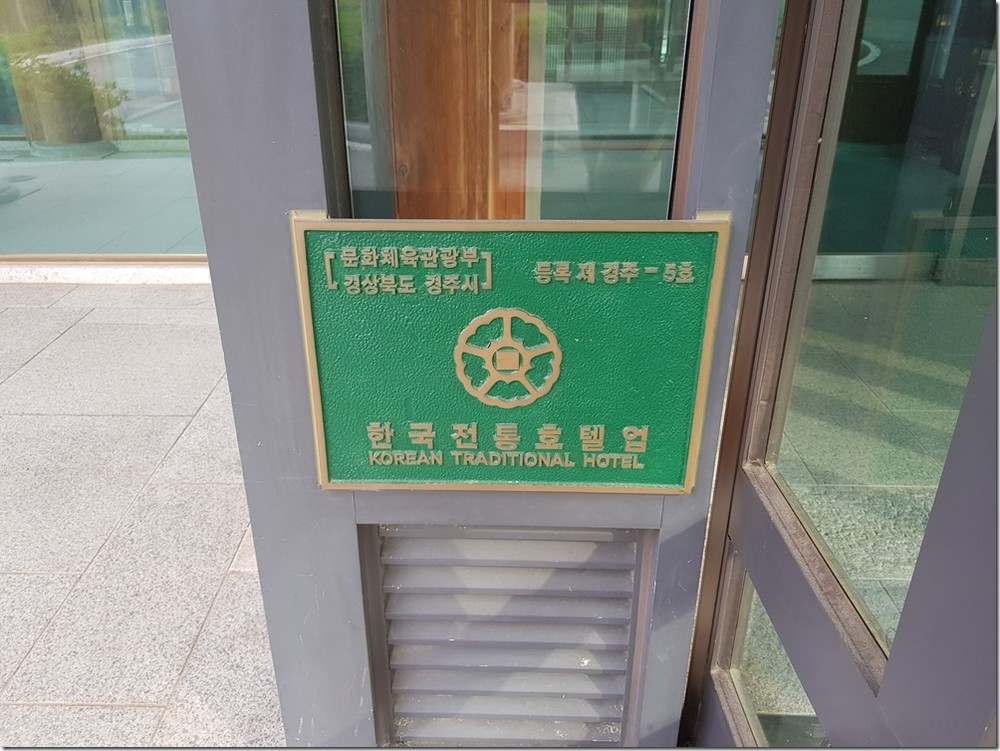 [문화체육관광부
경상북도 경주시]
등록 제 경주 - 5호
한국전통호텔업
KOREAN TRADITIONAL HOTEL